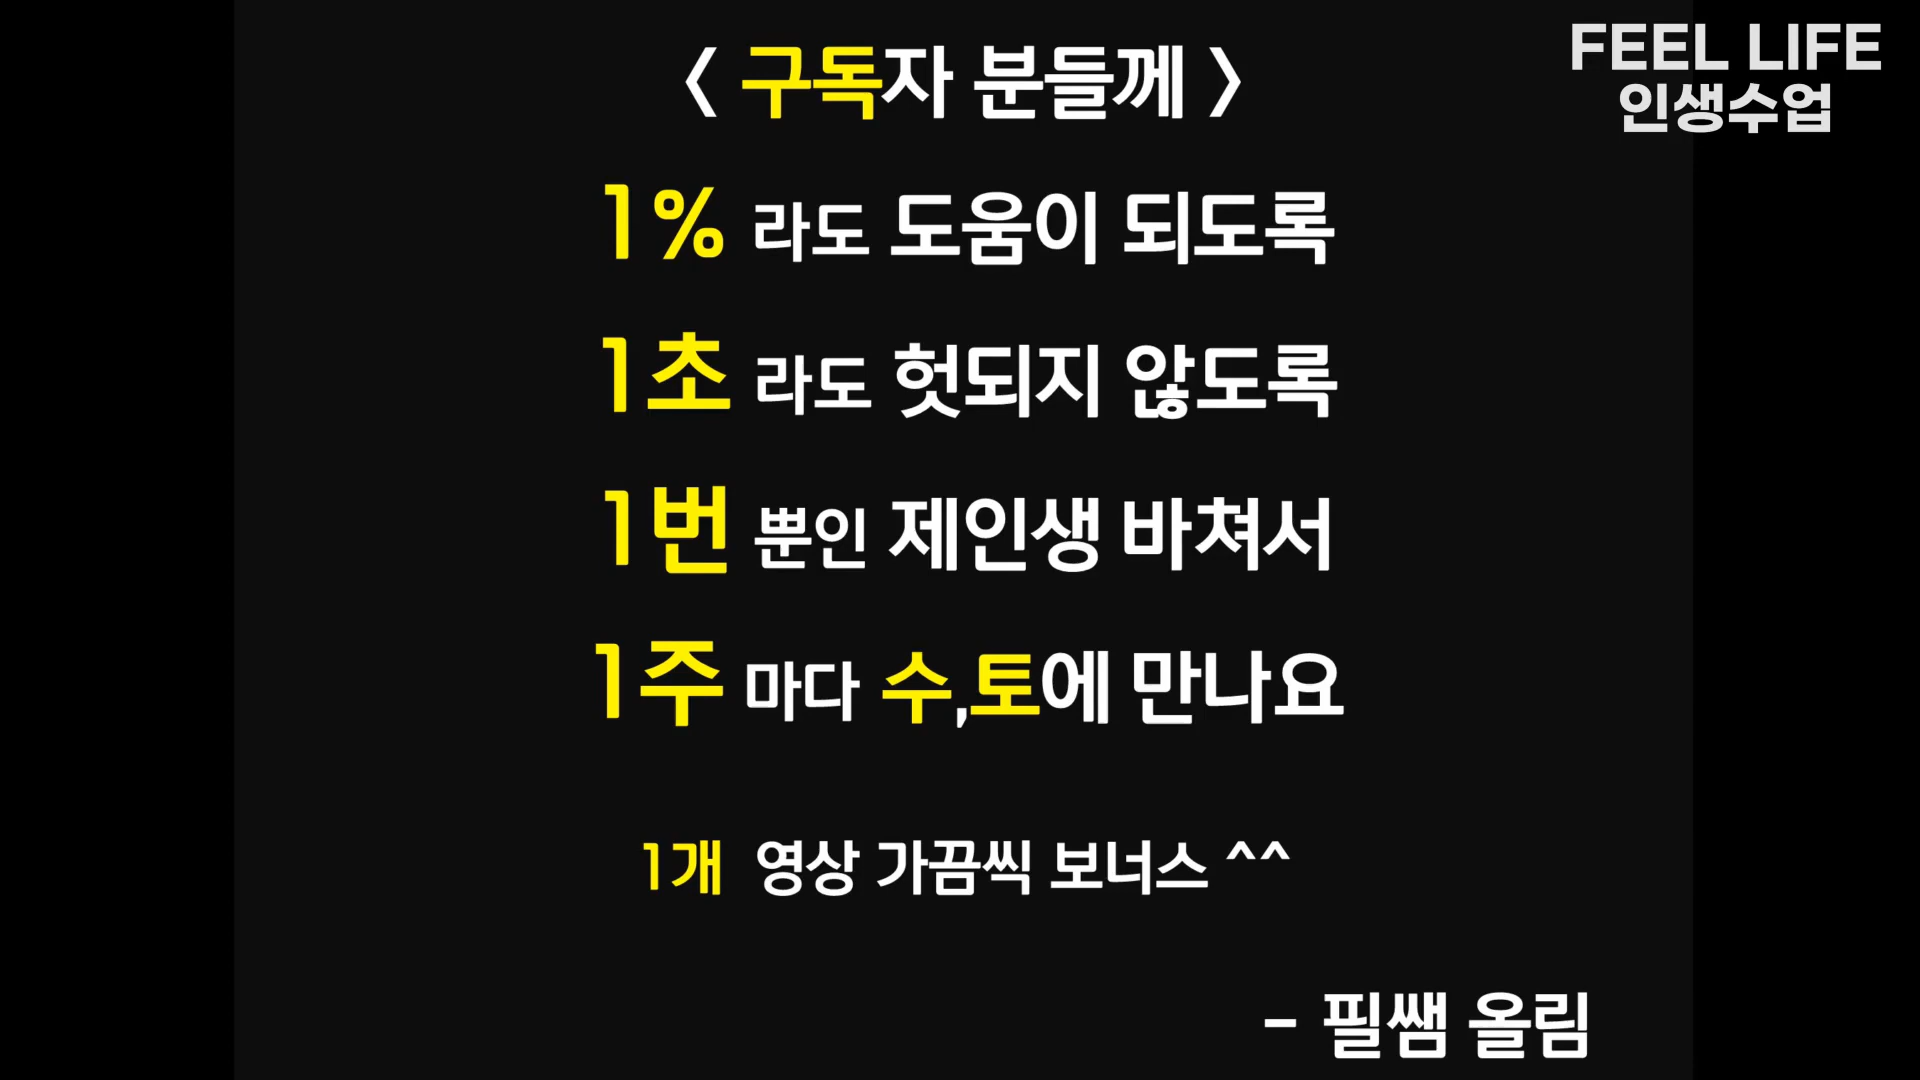 〈 구독자 분들께 〉
FEEL LIFE
인생수업
1% 라도 도움이 되도록
1초 라도 헛되지 않도록
1번 뿐인 제인생 바쳐서
1주 마다 수,토에 만나요
1개 영상 가끔씩 보너스 ^^
- 필쌤 올림